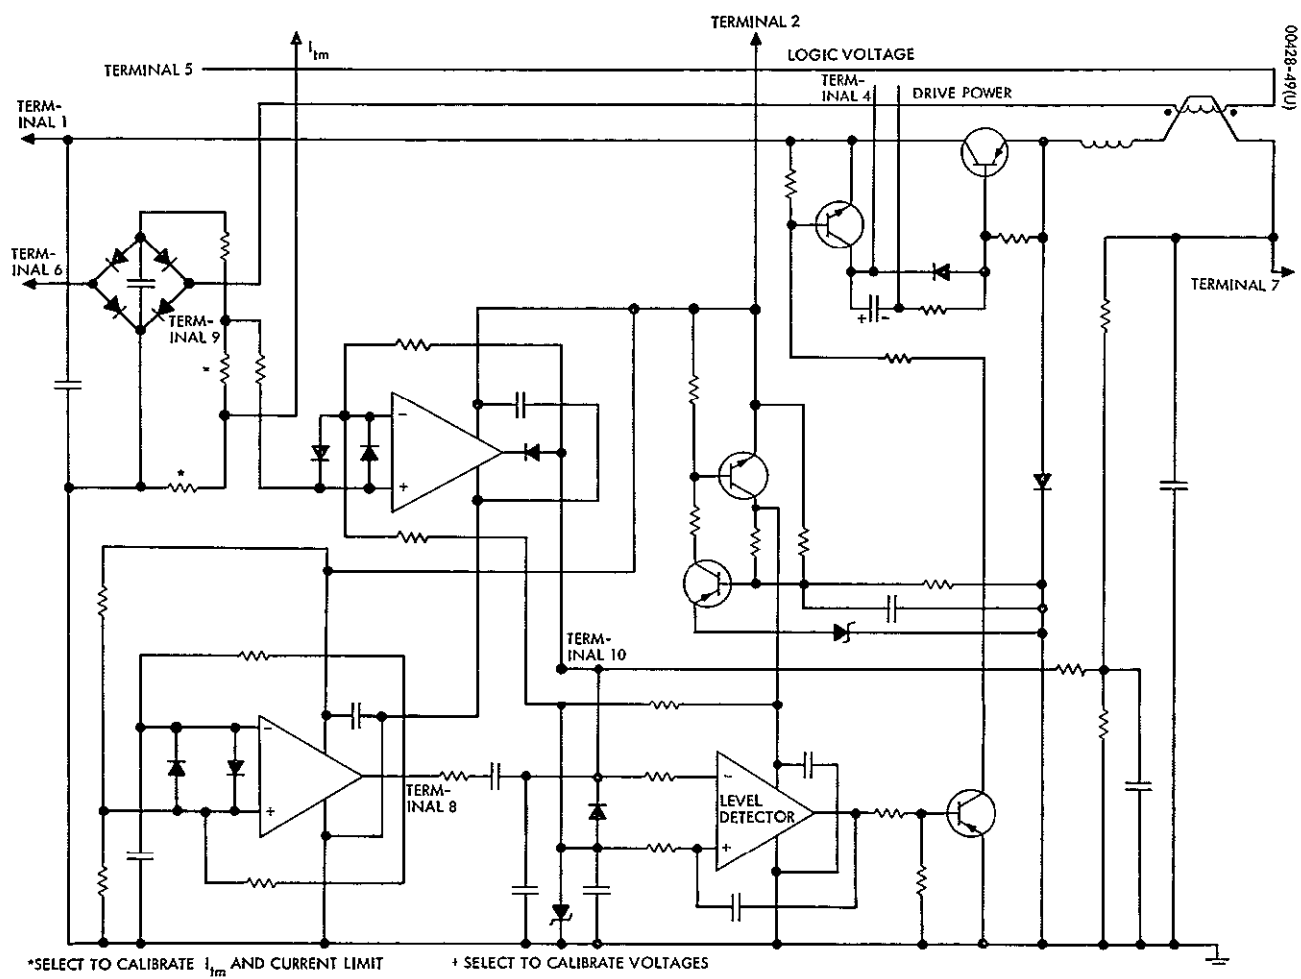 TERMINAL 2
I_tm
LOGIC VOLTAGE
TERMINAL 5
TERM-
INAL 4
DRIVE POWER
00428-49(U)
TERM-
INAL 1
TERM-
INAL 6
TERM-
INAL 9
TERMINAL 7
+ -
*
-
+
*
TERM-
INAL 10
-
+
TERM-
INAL 8
-
LEVEL
DETECTOR
+
*SELECT TO CALIBRATE I_tm AND CURRENT LIMIT
+ SELECT TO CALIBRATE VOLTAGES